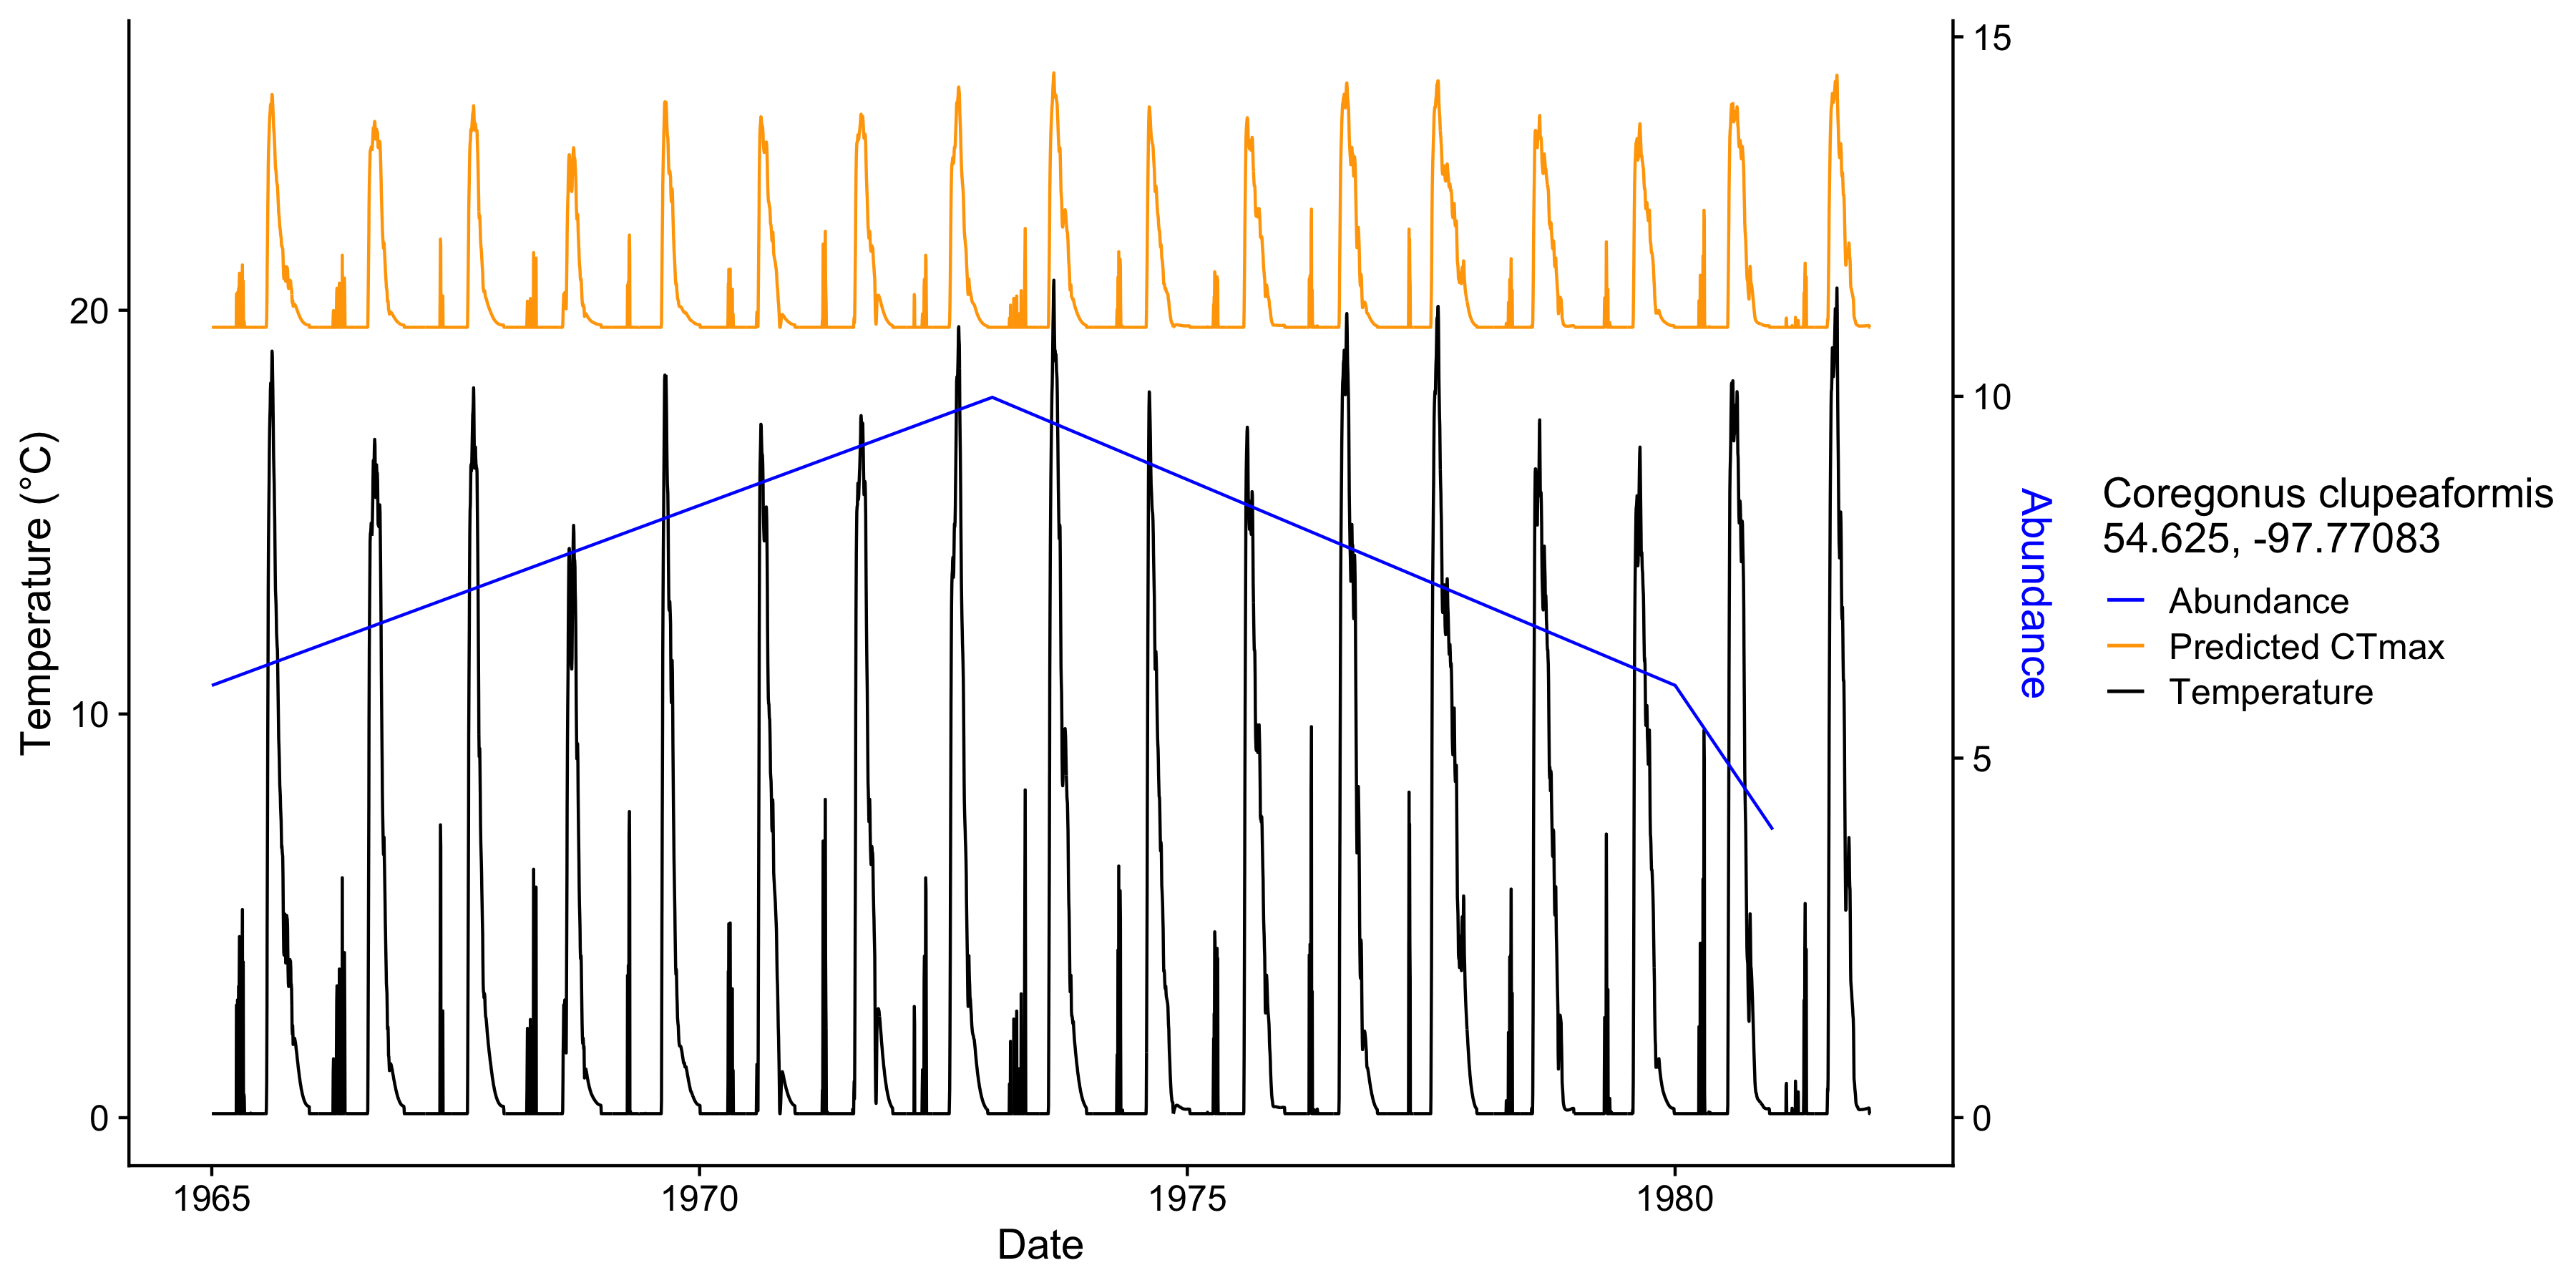 Temperature (°C)
20
10
0
1965
1970
1975
1980
Date
15
10
5
0
Abundance
Coregonus clupeaformis
54.625, -97.77083
Abundance
Predicted CTmax
Temperature